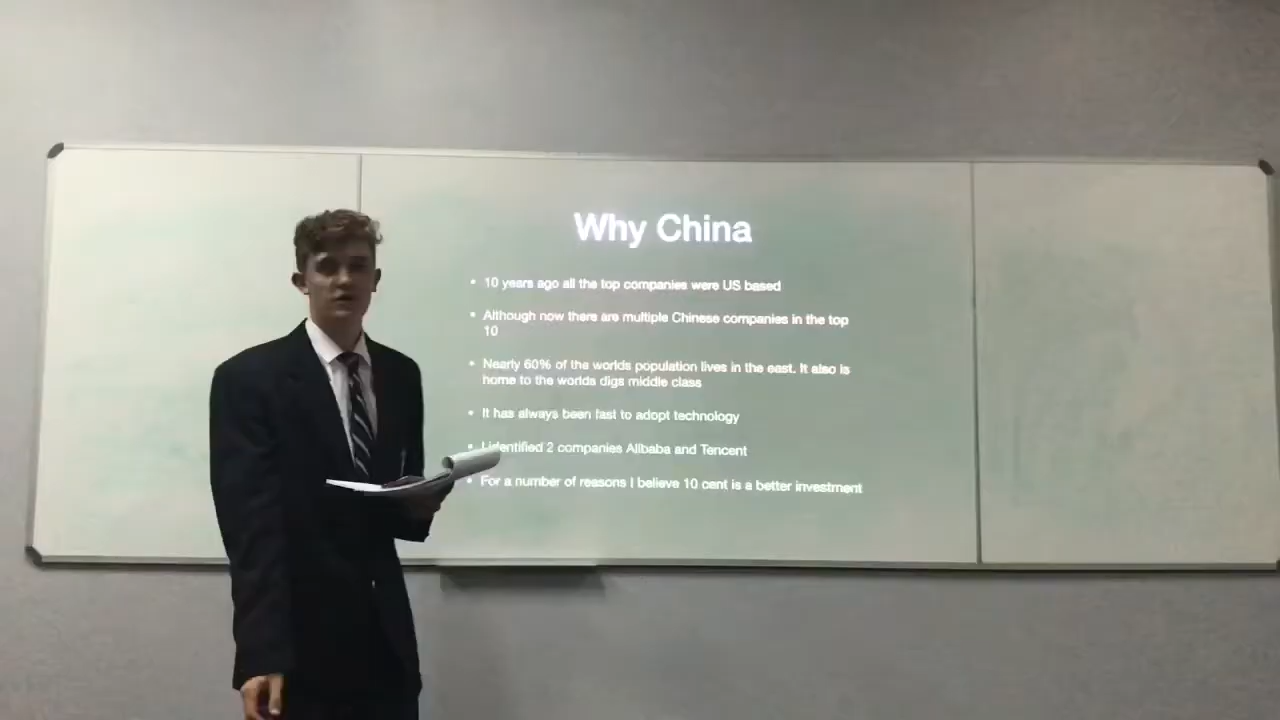 Why China
• 10 years ago all the top companies were US based
• Although now there are multiple Chinese companies in the top
10
• Nearly 60% of the worlds population lives in the east. It also is
home to the worlds digs middle class
• It has always been fast to adopt technology
• I identified 2 companies Alibaba and Tencent
• For a number of reasons I believe 10 cent is a better investment